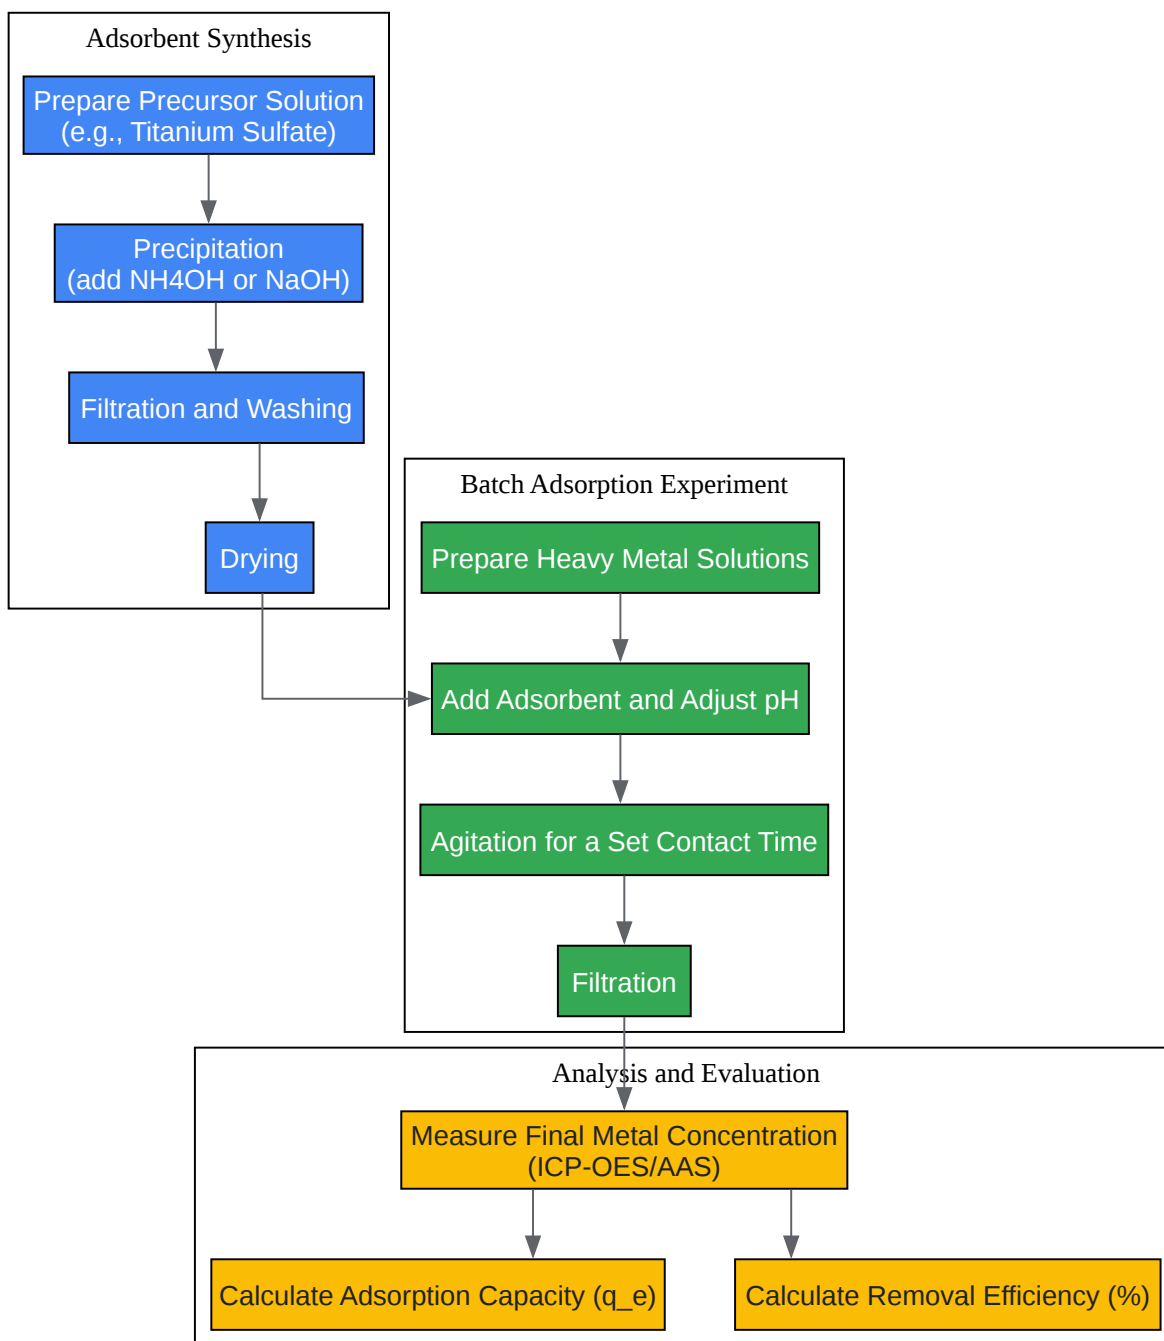 Adsorbent Synthesis
Prepare Precursor Solution
(e.g., Titanium Sulfate)
Precipitation
(add NH4OH or NaOH)
Filtration and Washing
Drying
Batch Adsorption Experiment
Prepare Heavy Metal Solutions
Add Adsorbent and Adjust pH
Agitation for a Set Contact Time
Filtration
Analysis and Evaluation
Measure Final Metal Concentration
(ICP-OES/AAS)
Calculate Adsorption Capacity (q_e)
Calculate Removal Efficiency (%)